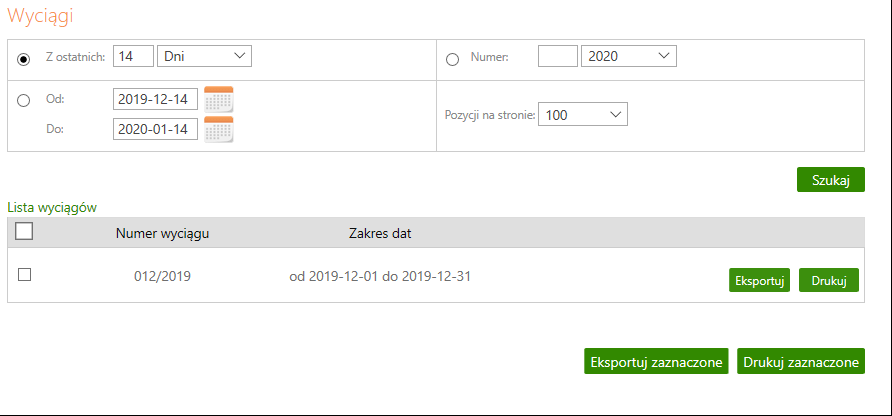 Wyciągi
Z ostatnich: 14 Dni Numer: 2020
Od: 2019-12-14
Do: 2020-01-14
Pozycji na stronie: 100
Szukaj
Lista wyciągów
Numer wyciągu Zakres dat
012/2019 od 2019-12-01 do 2019-12-31 Eksportuj Drukuj
Eksportuj zaznaczone Drukuj zaznaczone